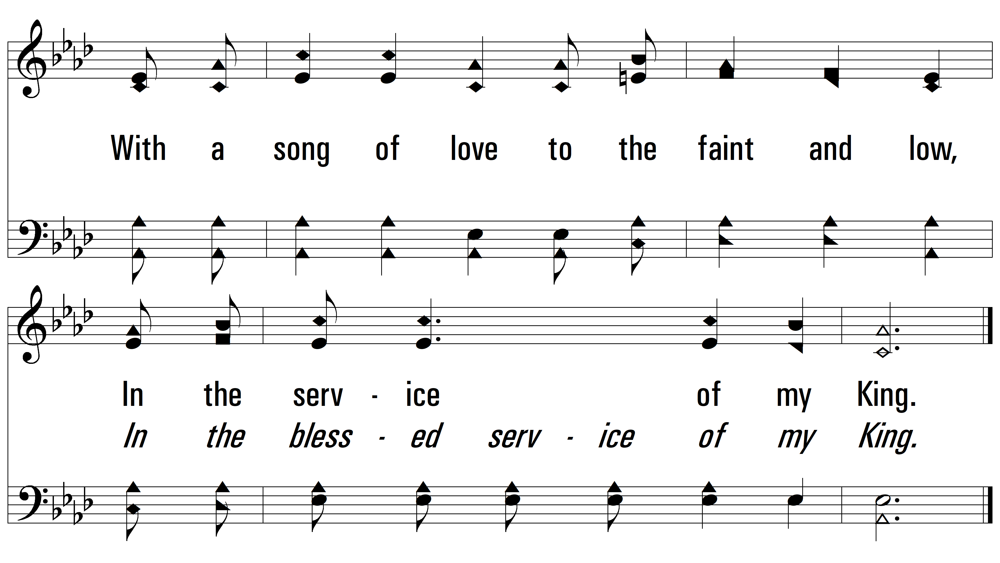 With a song of love to the faint and low,
In the serv - ice of my King.
In the bless - ed serv - ice of my King.